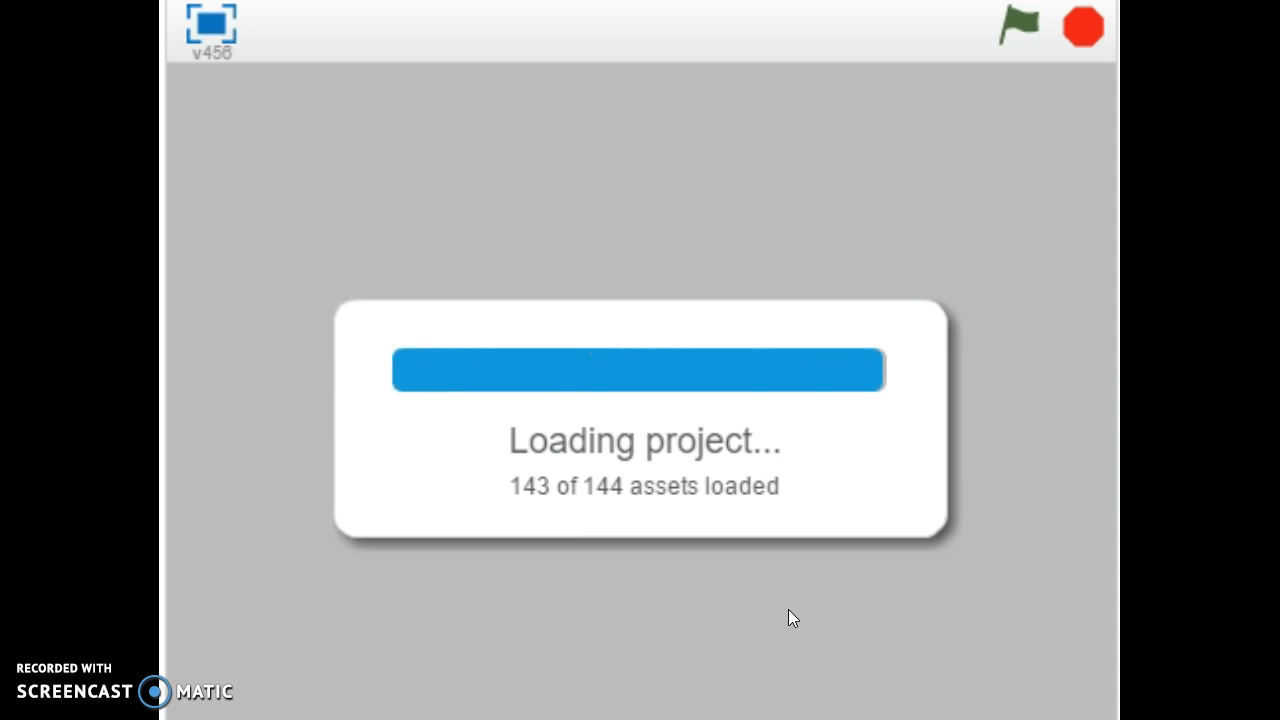 v456
Loading project...
143 of 144 assets loaded
RECORDED WITH
SCREENCAST MATIC